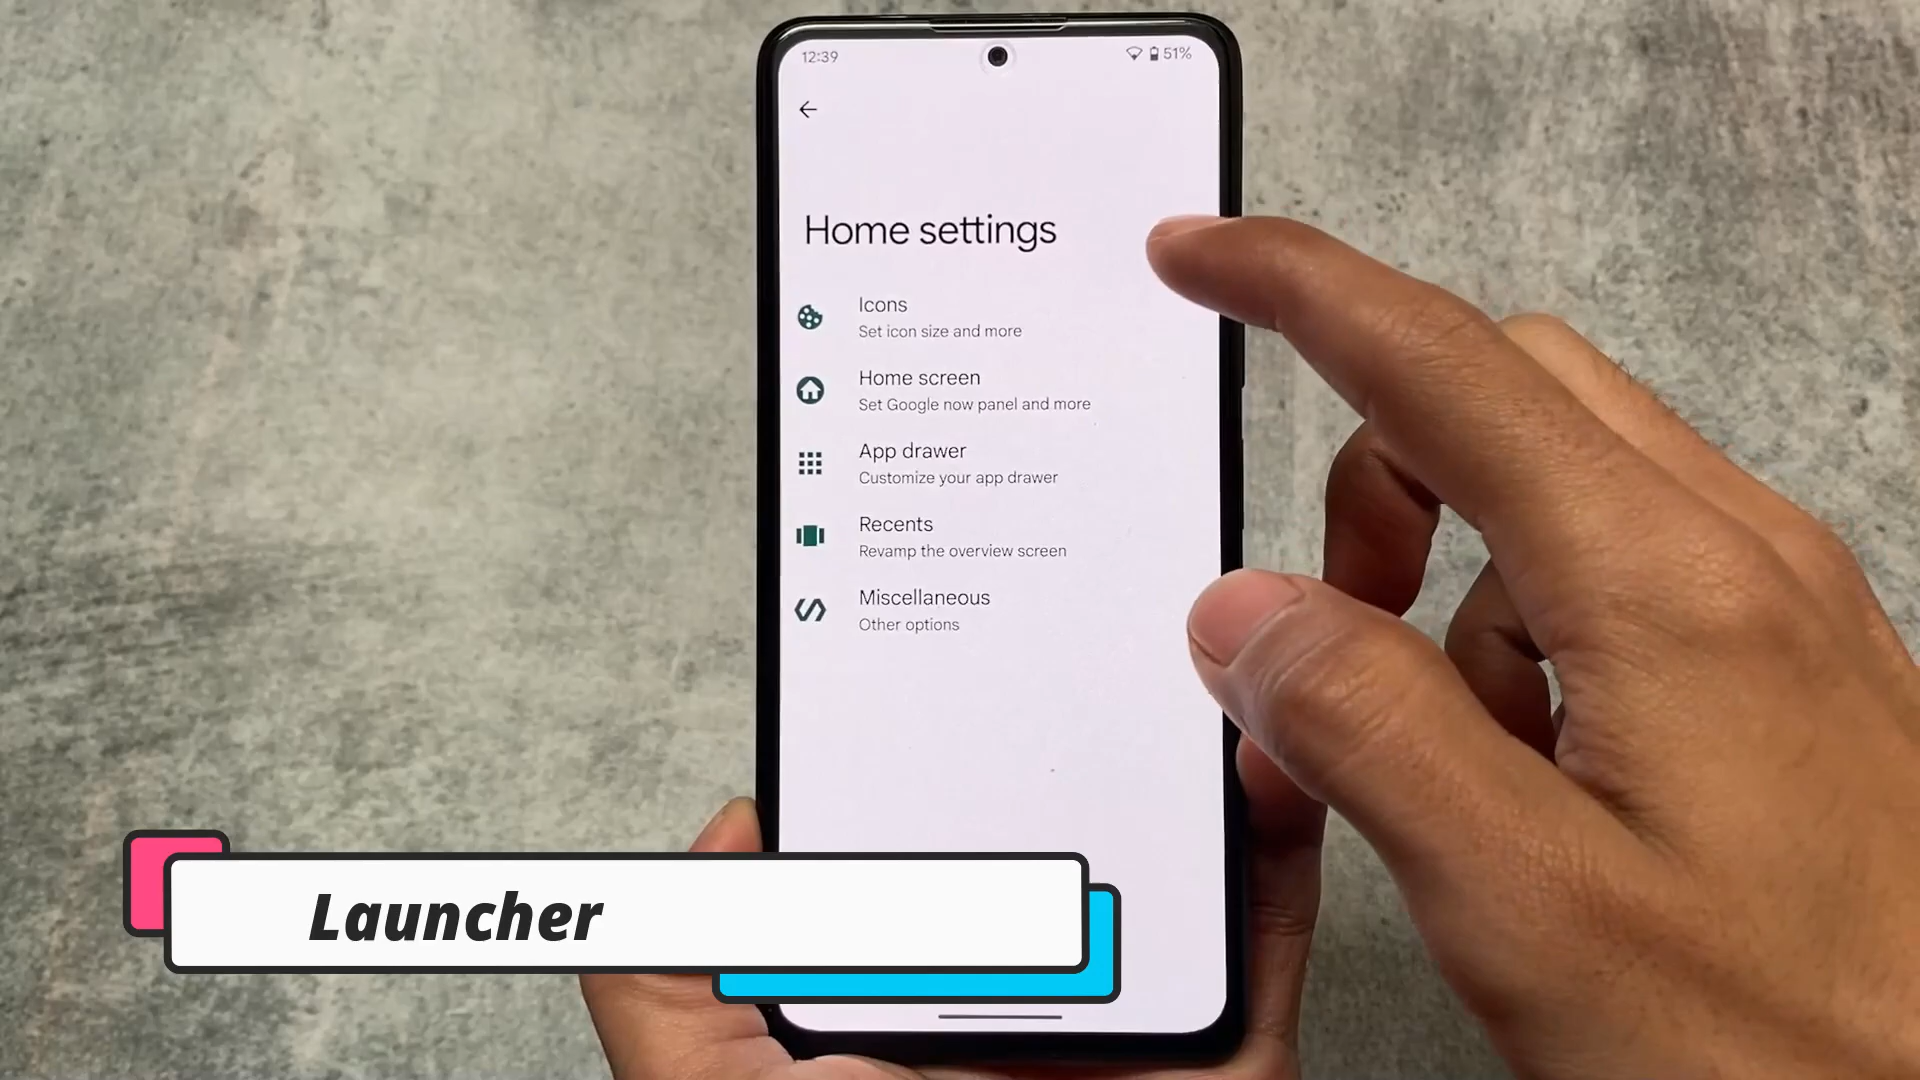 12:39
51%
Home settings
Icons
Set icon size and more
Home screen
Set Google now panel and more
App drawer
Customize your app drawer
Recents
Revamp the overview screen
Miscellaneous
Other options
Launcher